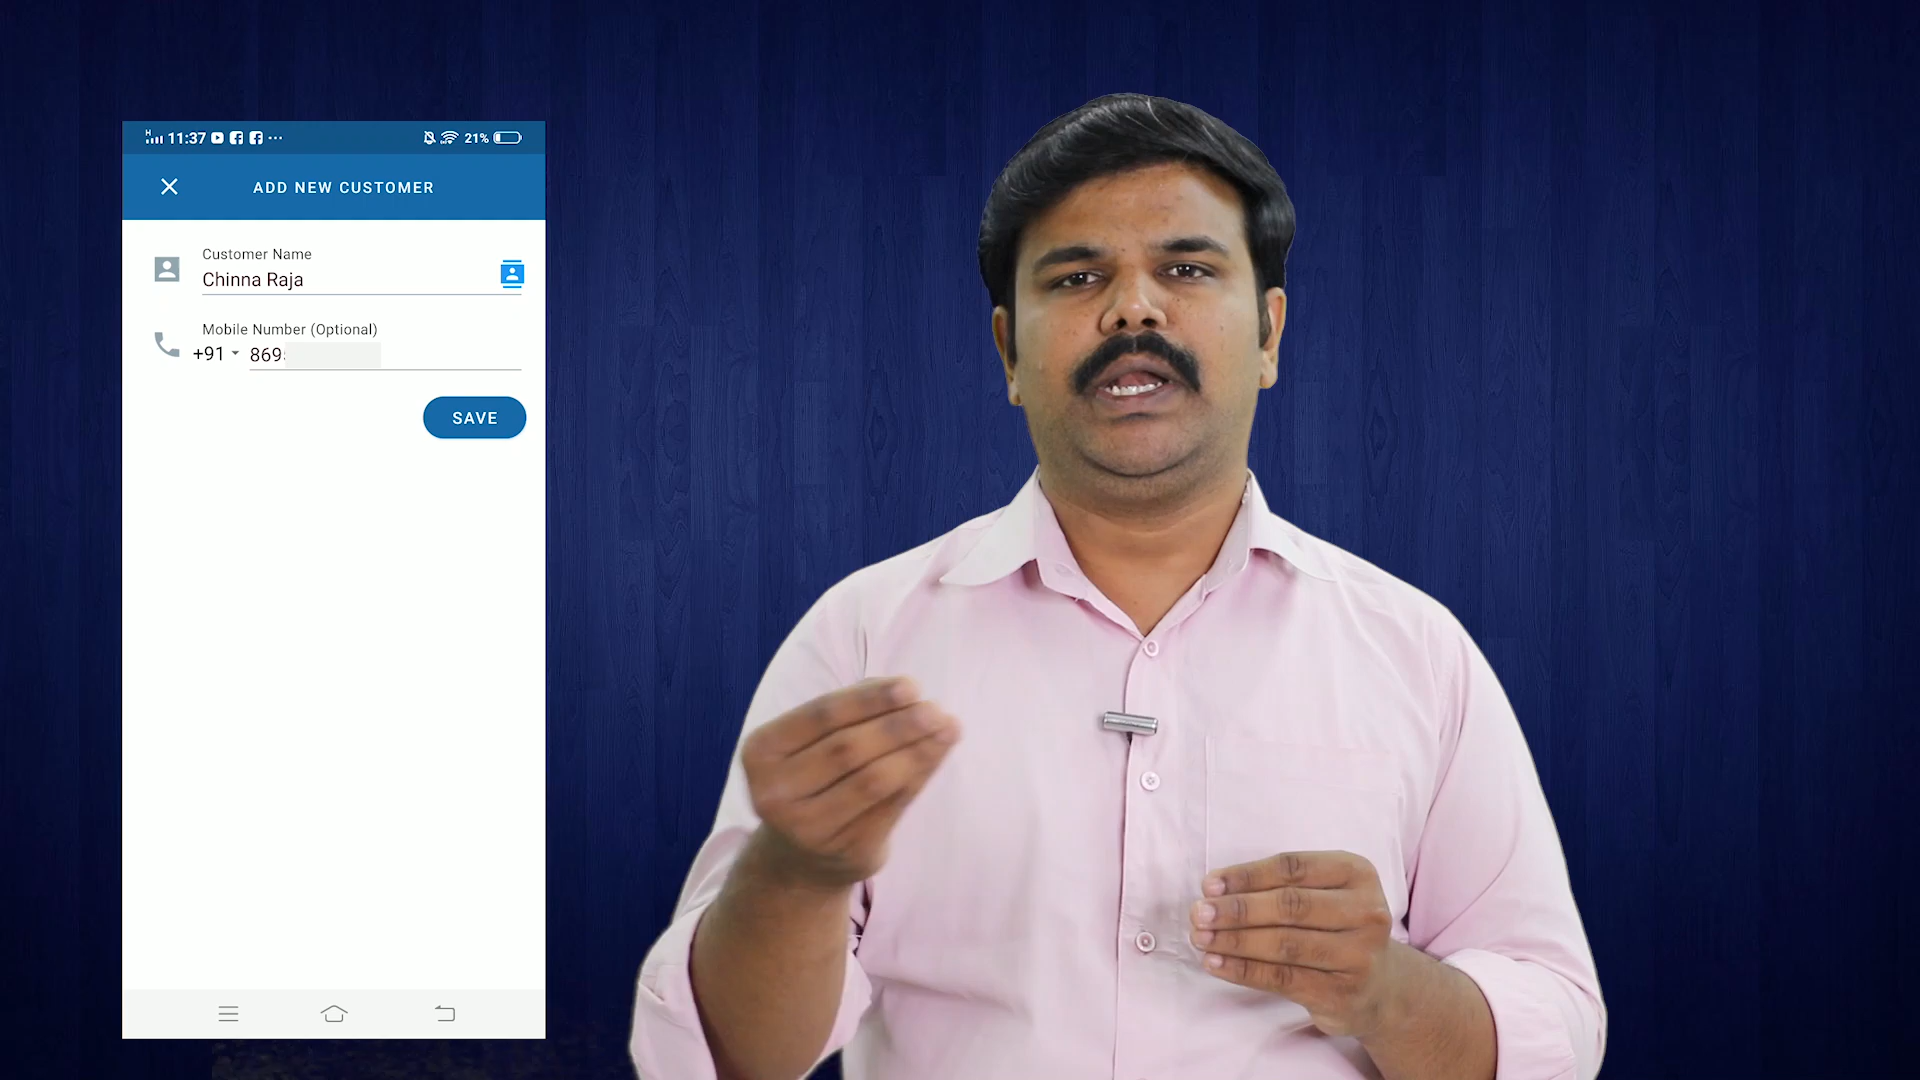 H 11:37 ... 21%
ADD NEW CUSTOMER
Customer Name
Chinna Raja
Mobile Number (Optional)
+91 869
SAVE